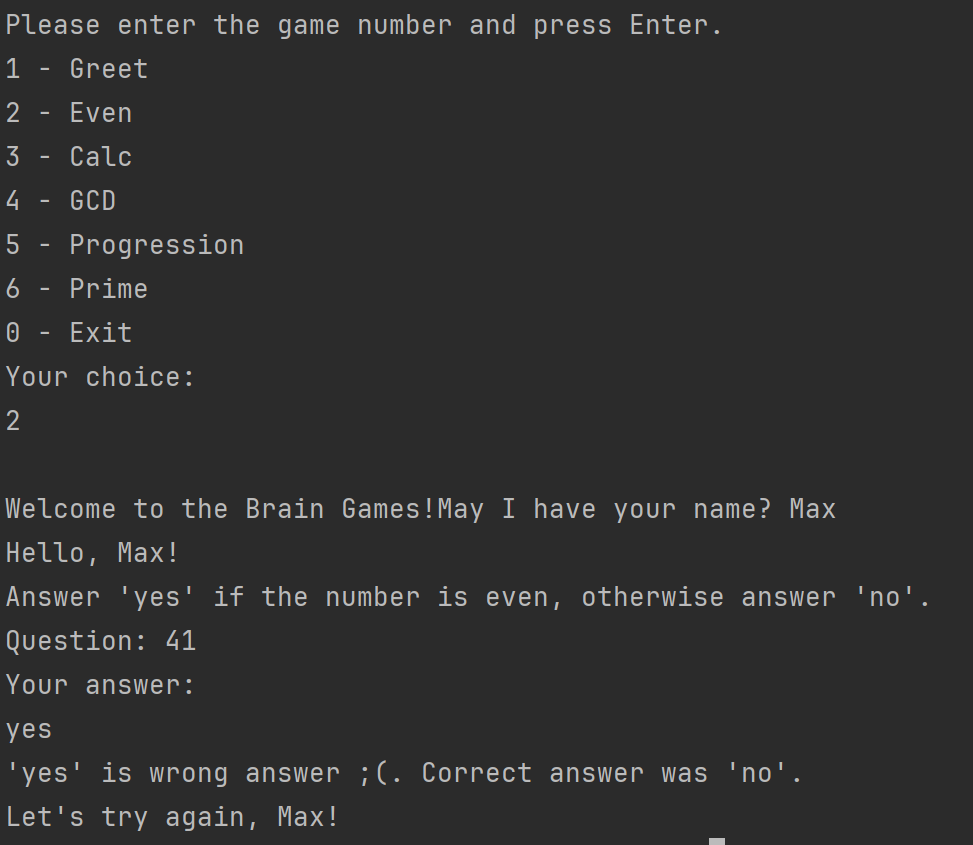 Please enter the game number and press Enter.
1 - Greet
2 - Even
3 - Calc
4 - GCD
5 - Progression
6 - Prime
0 - Exit
Your choice:
2
Welcome to the Brain Games!May I have your name? Max
Hello, Max!
Answer 'yes' if the number is even, otherwise answer 'no'.
Question: 41
Your answer:
yes
'yes' is wrong answer ;(. Correct answer was 'no'.
Let's try again, Max!